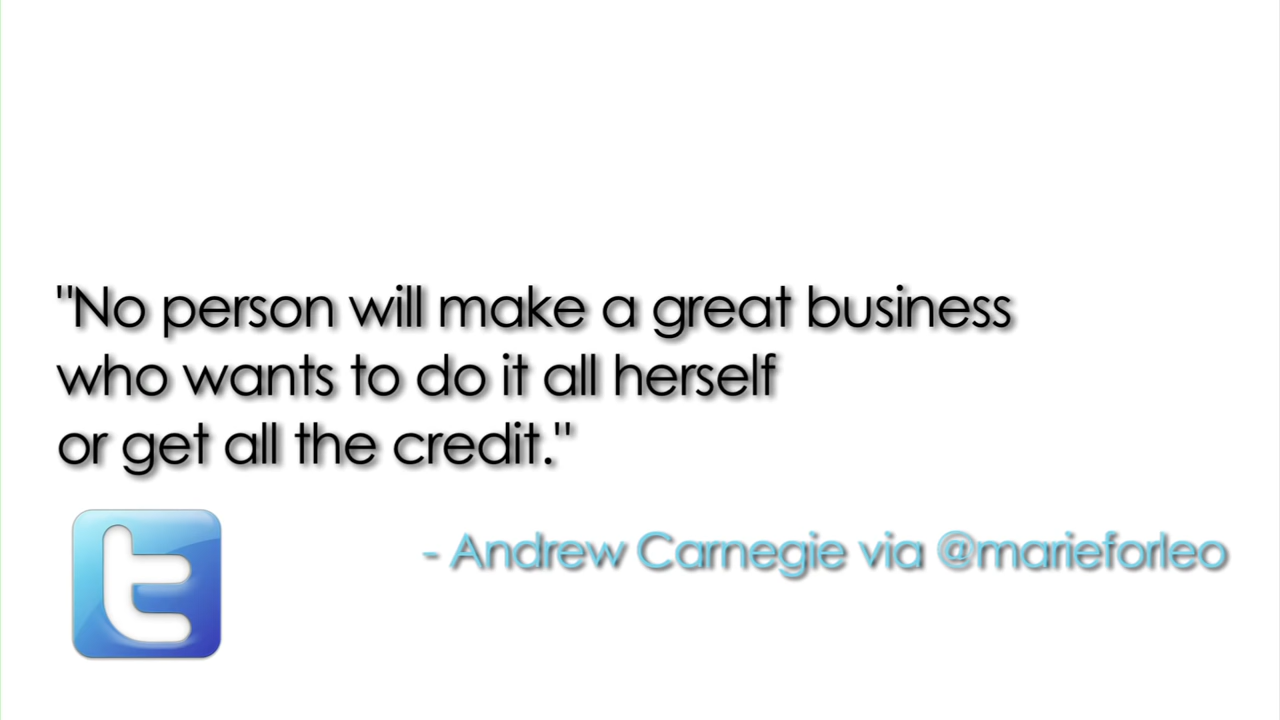 "No person will make a great business
who wants to do it all herself
or get all the credit."
- Andrew Carnegie via @marieforleo
t